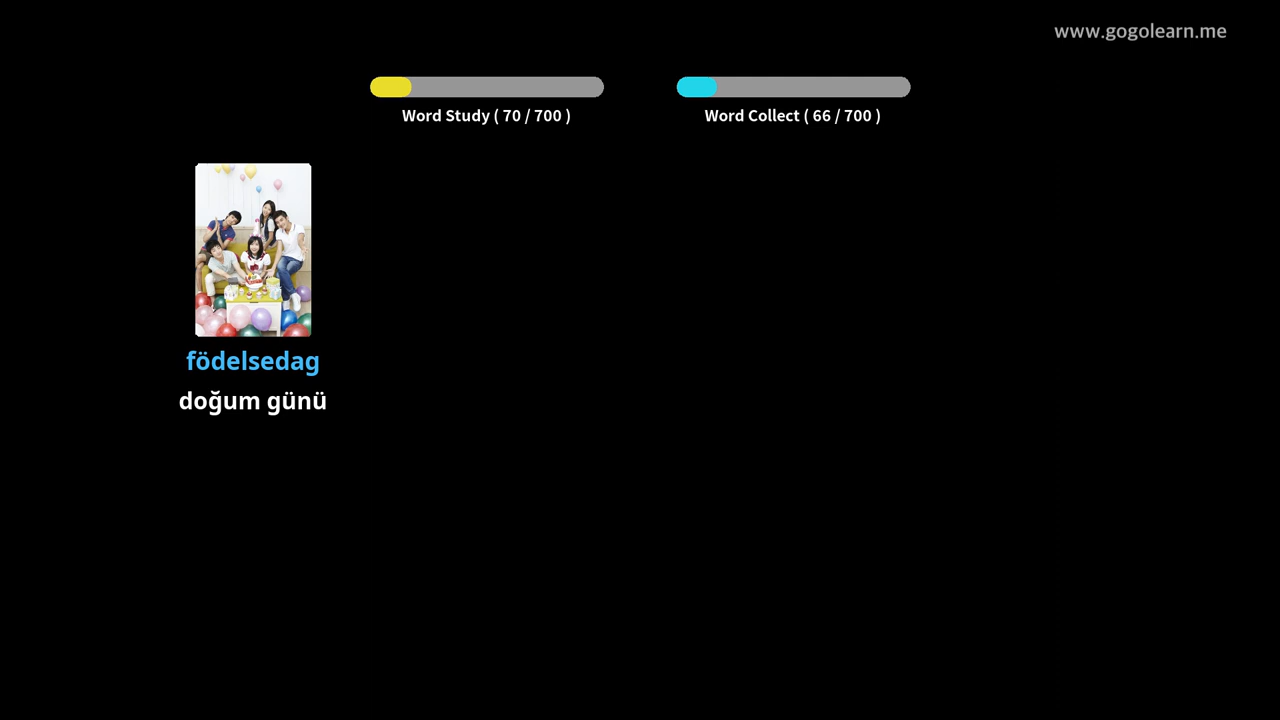 www.gogolearn.me
Word Study ( 70 / 700 )
Word Collect ( 66 / 700 )
födelsedag
doğum günü